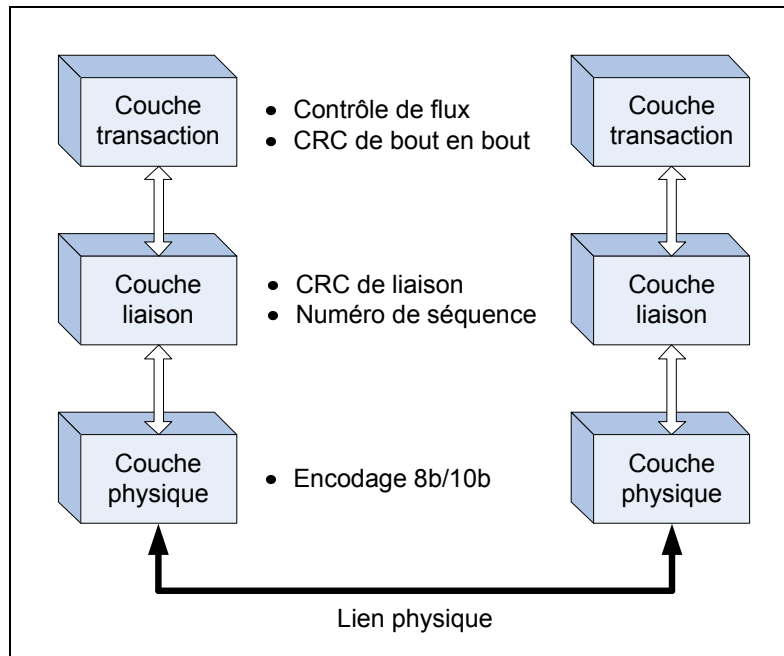 Couche
transaction
• Contrôle de flux
• CRC de bout en bout
Couche
transaction
Couche
liaison
• CRC de liaison
• Numéro de séquence
Couche
liaison
Couche
physique
• Encodage 8b/10b
Couche
physique
Lien physique